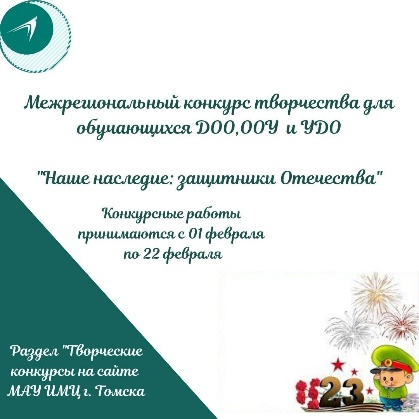 Межрегиональный конкурс творчества для
обучающихся ДОО,ООУ и УДО
"Наше наследие: защитники Отечества"
Конкурсные работы
принимаются с 01 февраля
по 22 февраля
Раздел "Творческие
конкурсы на сайте
МАУ ИМЦ г. Томска
23